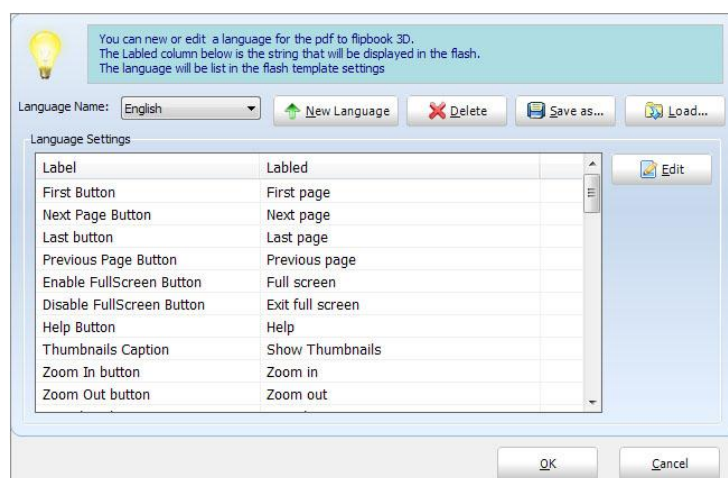 You can new or edit a language for the pdf to flipbook 3D.
The Labled column below is the string that will be displayed in the flash.
The language will be list in the flash template settings
Language Name: English New Language Delete Save as... Load...
Language Settings
Label Labled
Edit
First Button First page
Next Page Button Next page
Last button Last page
Previous Page Button Previous page
Enable FullScreen Button Full screen
Disable FullScreen Button Exit full screen
Help Button Help
Thumbnails Caption Show Thumbnails
Zoom In button Zoom in
Zoom Out button Zoom out
OK Cancel